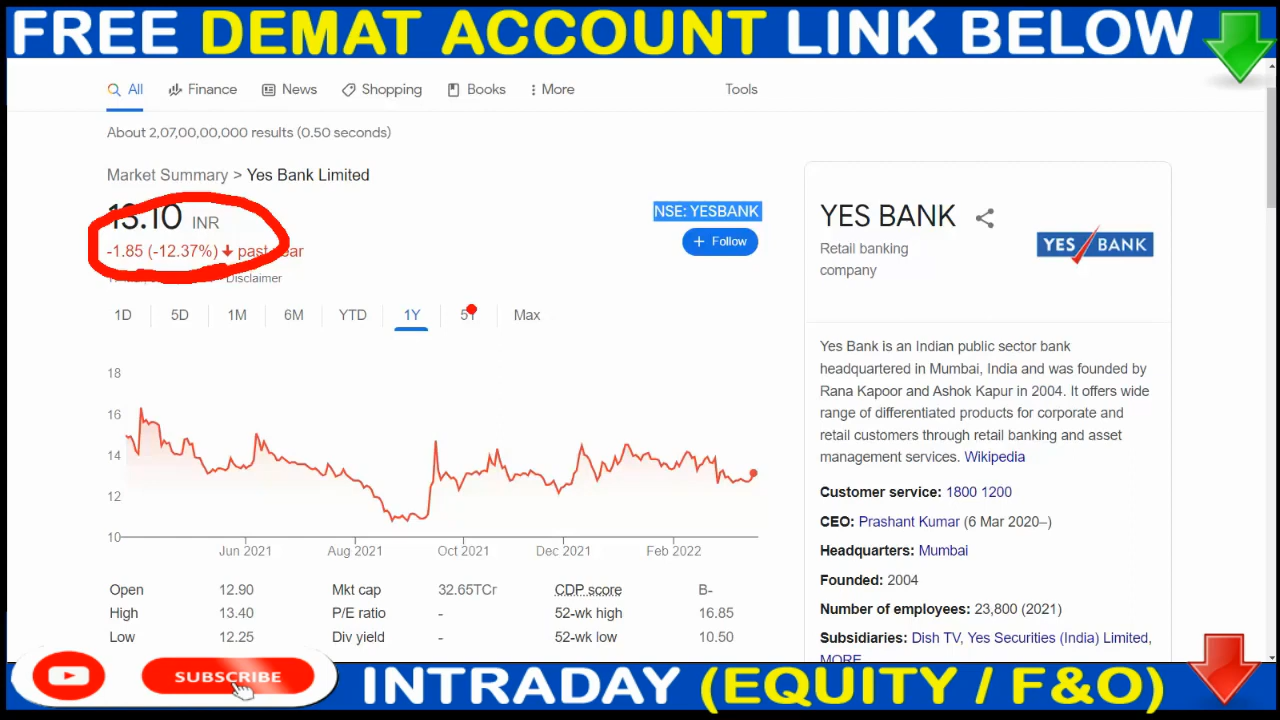 FREE DEMAT ACCOUNT LINK BELOW
All Finance News Shopping Books More Tools
About 2,07,00,00,000 results (0.50 seconds)
Market Summary > Yes Bank Limited
13.10 INR
-1.85 (-12.37%) past year
Disclaimer
NSE: YESBANK
+ Follow
1D 5D 1M 6M YTD 1Y 5Y Max
18
16
14
12
10
Jun 2021 Aug 2021 Oct 2021 Dec 2021 Feb 2022
Open 12.90 Mkt cap 32.65TCr CDP score B-
High 13.40 P/E ratio - 52-wk high 16.85
Low 12.25 Div yield - 52-wk low 10.50
YES BANK
Retail banking
company
YES BANK
Yes Bank is an Indian public sector bank
headquartered in Mumbai, India and was founded by
Rana Kapoor and Ashok Kapur in 2004. It offers wide
range of differentiated products for corporate and
retail customers through retail banking and asset
management services. Wikipedia
Customer service: 1800 1200
CEO: Prashant Kumar (6 Mar 2020–)
Headquarters: Mumbai
Founded: 2004
Number of employees: 23,800 (2021)
Subsidiaries: Dish TV, Yes Securities (India) Limited,
MORE
SUBSCRIBE
INTRADAY (EQUITY / F&O)